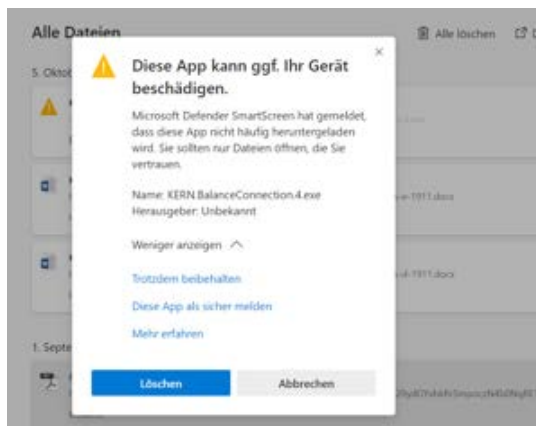 Alle Dateien
Alle löschen
5. Oktob
Diese App kann ggf. Ihr Gerät
beschädigen.
Microsoft Defender SmartScreen hat gemeldet,
dass diese App nicht häufig heruntergeladen
wird. Sie sollten nur Dateien öffnen, die Sie
vertrauen.
Name: KERN.BalanceConnection.4.exe
Herausgeber: Unbekannt
Weniger anzeigen
Trotzdem beibehalten
Diese App als sicher melden
Mehr erfahren
1. Septe
Löschen
Abbrechen